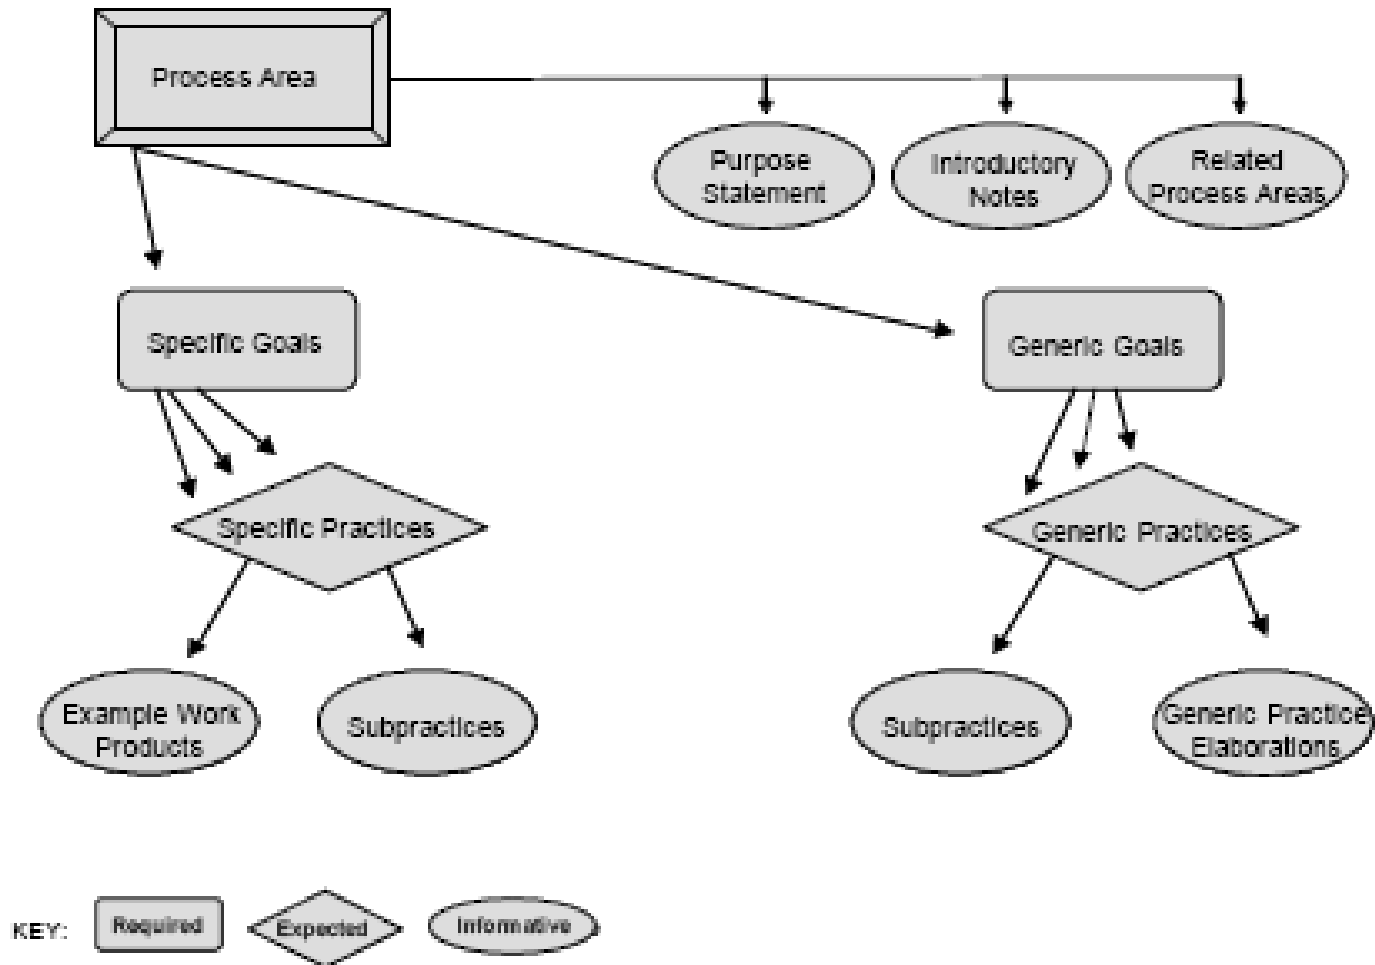 Process Area
Purpose
Statement
Introductory
Notes
Related
Process Areas
Specific Goals
Generic Goals
Specific Practices
Generic Practices
Example Work
Products
Subpractices
Subpractices
Generic Practice
Elaborations
KEY:
Required
Expected
Informative